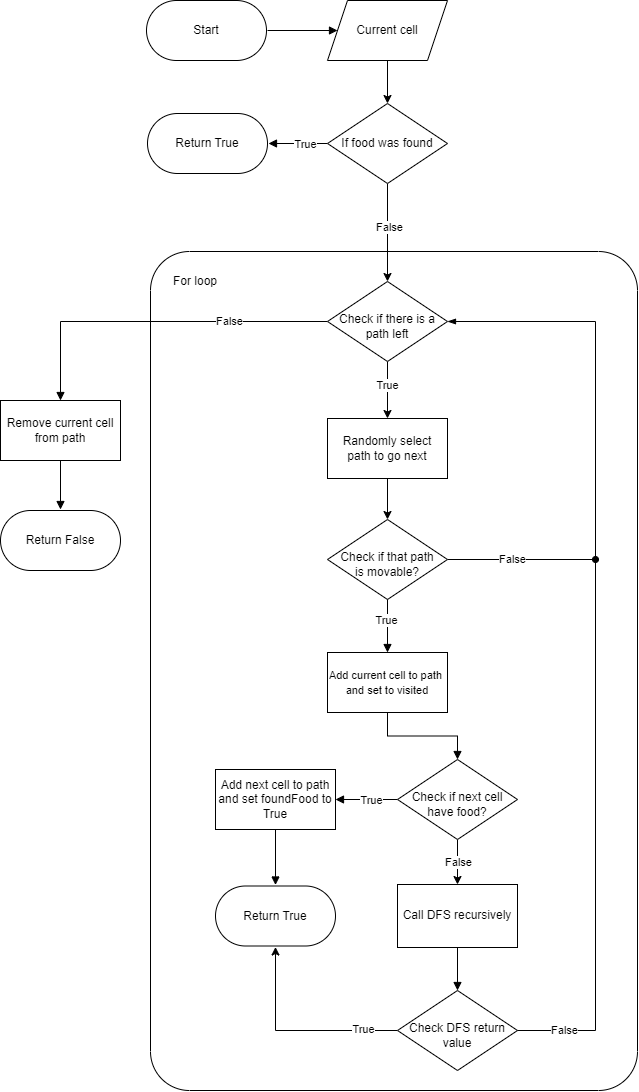 Start
Current cell
If food was found
True
Return True
False
For loop
Check if there is a
path left
False
True
Remove current cell
from path
Randomly select
path to go next
Return False
Check if that path
is movable?
False
True
Add current cell to path
and set to visited
Add next cell to path
and set foundFood to
True
True
Check if next cell
have food?
False
Return True
Call DFS recursively
True
Check DFS return
value
False